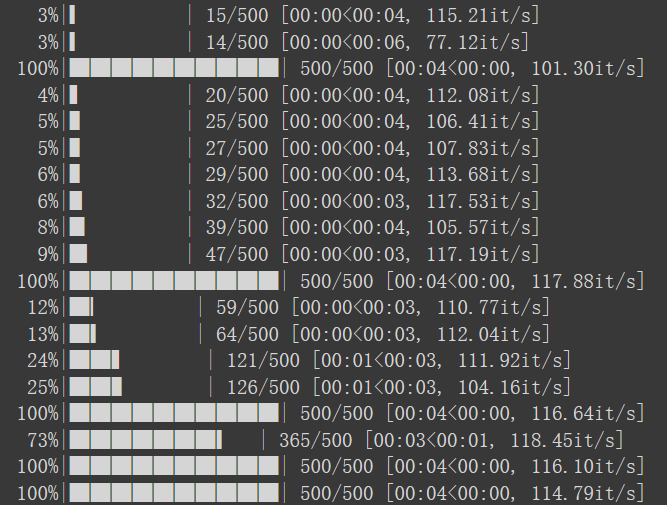 3%| | 15/500 [00:00<00:04, 115.21it/s]
3%| | 14/500 [00:00<00:06, 77.12it/s]
100%|██████████| 500/500 [00:04<00:00, 101.30it/s]
4%| | 20/500 [00:00<00:04, 112.08it/s]
5%| | 25/500 [00:00<00:04, 106.41it/s]
5%| | 27/500 [00:00<00:04, 107.83it/s]
6%| | 29/500 [00:00<00:04, 113.68it/s]
6%| | 32/500 [00:00<00:03, 117.53it/s]
8%| | 39/500 [00:00<00:04, 105.57it/s]
9%| | 47/500 [00:00<00:03, 117.19it/s]
100%|██████████| 500/500 [00:04<00:00, 117.88it/s]
12%|█▏ | 59/500 [00:00<00:03, 110.77it/s]
13%|█▎ | 64/500 [00:00<00:03, 112.04it/s]
24%|██▍ | 121/500 [00:01<00:03, 111.92it/s]
25%|██▌ | 126/500 [00:01<00:03, 104.16it/s]
100%|██████████| 500/500 [00:04<00:00, 116.64it/s]
73%|███████▎ | 365/500 [00:03<00:01, 118.45it/s]
100%|██████████| 500/500 [00:04<00:00, 116.10it/s]
100%|██████████| 500/500 [00:04<00:00, 114.79it/s]